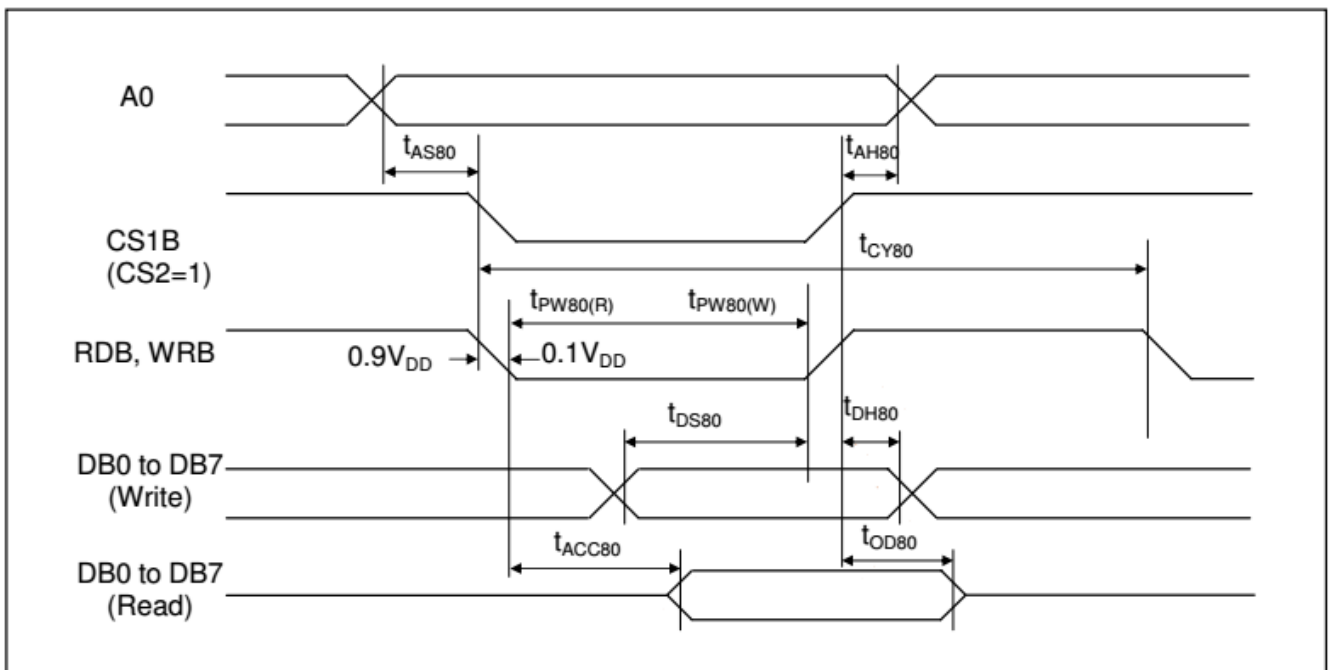 A0
tAS80
tAH80
CS1B
(CS2=1)
tCY80
tPW80(R) tPW80(W)
RDB, WRB
0.9VDD
0.1VDD
tDS80
tDH80
DB0 to DB7
(Write)
tACC80
tOD80
DB0 to DB7
(Read)